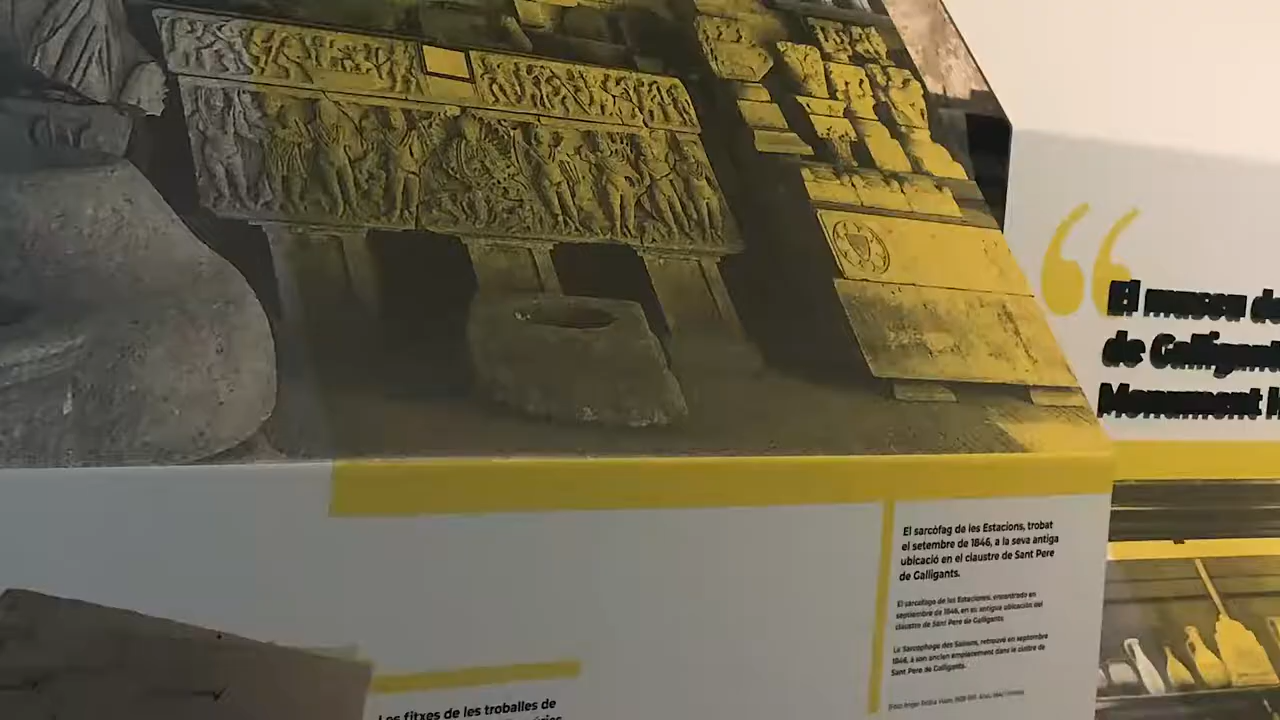 “
El museu de
de Galligants
Monument H
El sarcòfag de les Estacions, trobat
el setembre de 1846, a la seva antiga
ubicació en el claustre de Sant Pere
de Galligants.
El sarcófago de las Estaciones, encontrado en
septiembre de 1846, en su antigua ubicación del
claustro de Sant Pere de Galligants.
Le Sarcophage des Saisons, retrouvé en septembre
1846, à son ancien emplacement dans le cloître de
Sant Pere de Galligants.
Les fitxes de les troballes de